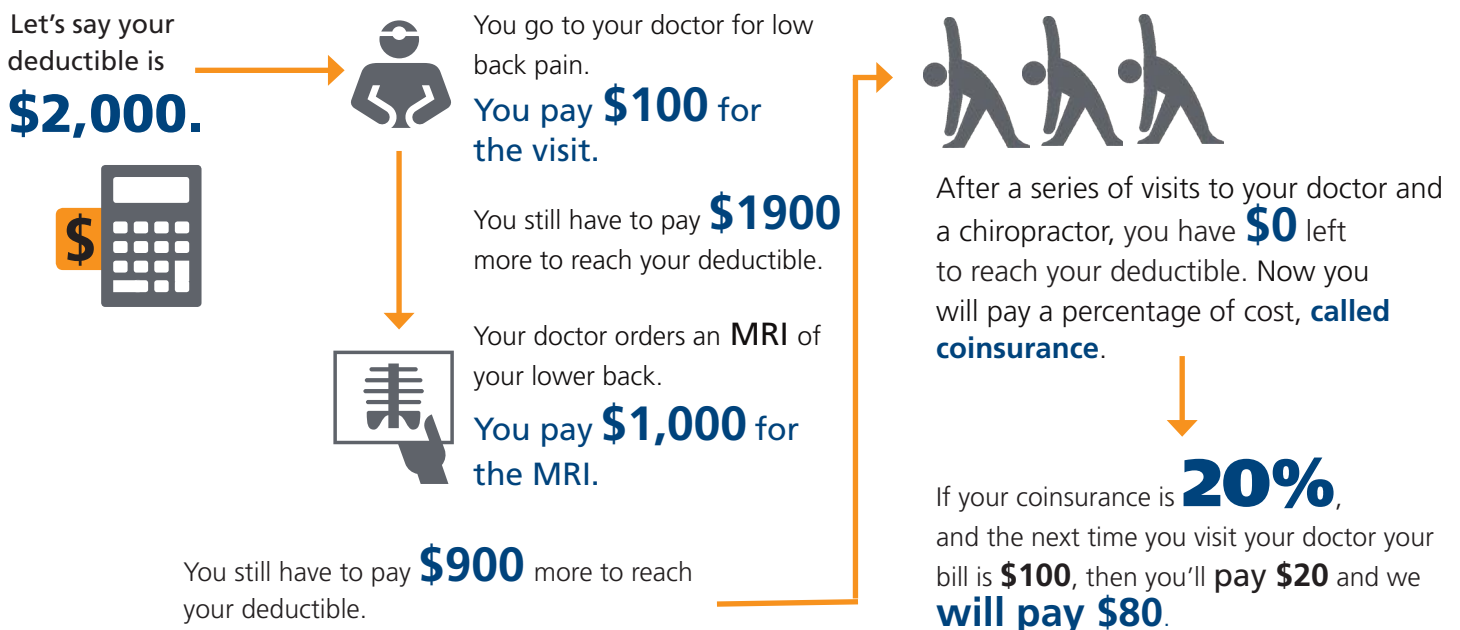 Let's say your
deductible is
$2,000.
$
You go to your doctor for low
back pain.
You pay $100 for
the visit.
You still have to pay $1900
more to reach your deductible.
Your doctor orders an MRI of
your lower back.
You pay $1,000 for
the MRI.
You still have to pay $900 more to reach
your deductible.
After a series of visits to your doctor and
a chiropractor, you have $0 left
to reach your deductible. Now you
will pay a percentage of cost, called
coinsurance.
If your coinsurance is 20%,
and the next time you visit your doctor your
bill is $100, then you'll pay $20 and we
will pay $80.